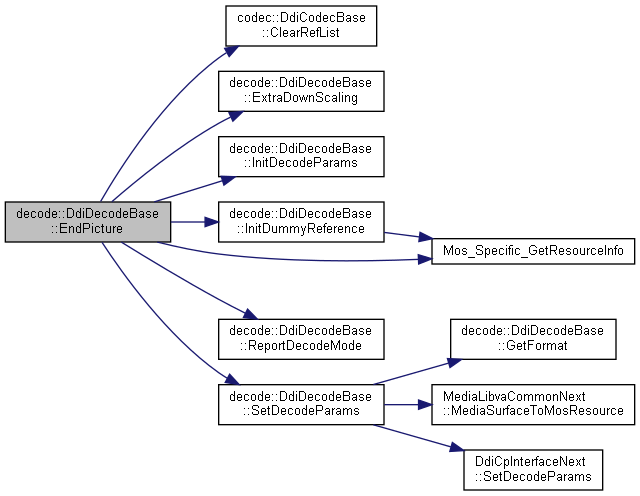 codec::DdiCodecBase
::ClearRefList
decode::DdiDecodeBase
::ExtraDownScaling
decode::DdiDecodeBase
::InitDecodeParams
decode::DdiDecodeBase
::EndPicture
decode::DdiDecodeBase
::InitDummyReference
Mos_Specific_GetResourceInfo
decode::DdiDecodeBase
::ReportDecodeMode
decode::DdiDecodeBase
::GetFormat
decode::DdiDecodeBase
::SetDecodeParams
MediaLibvaCommonNext
::MediaSurfaceToMosResource
DdiCpInterfaceNext
::SetDecodeParams